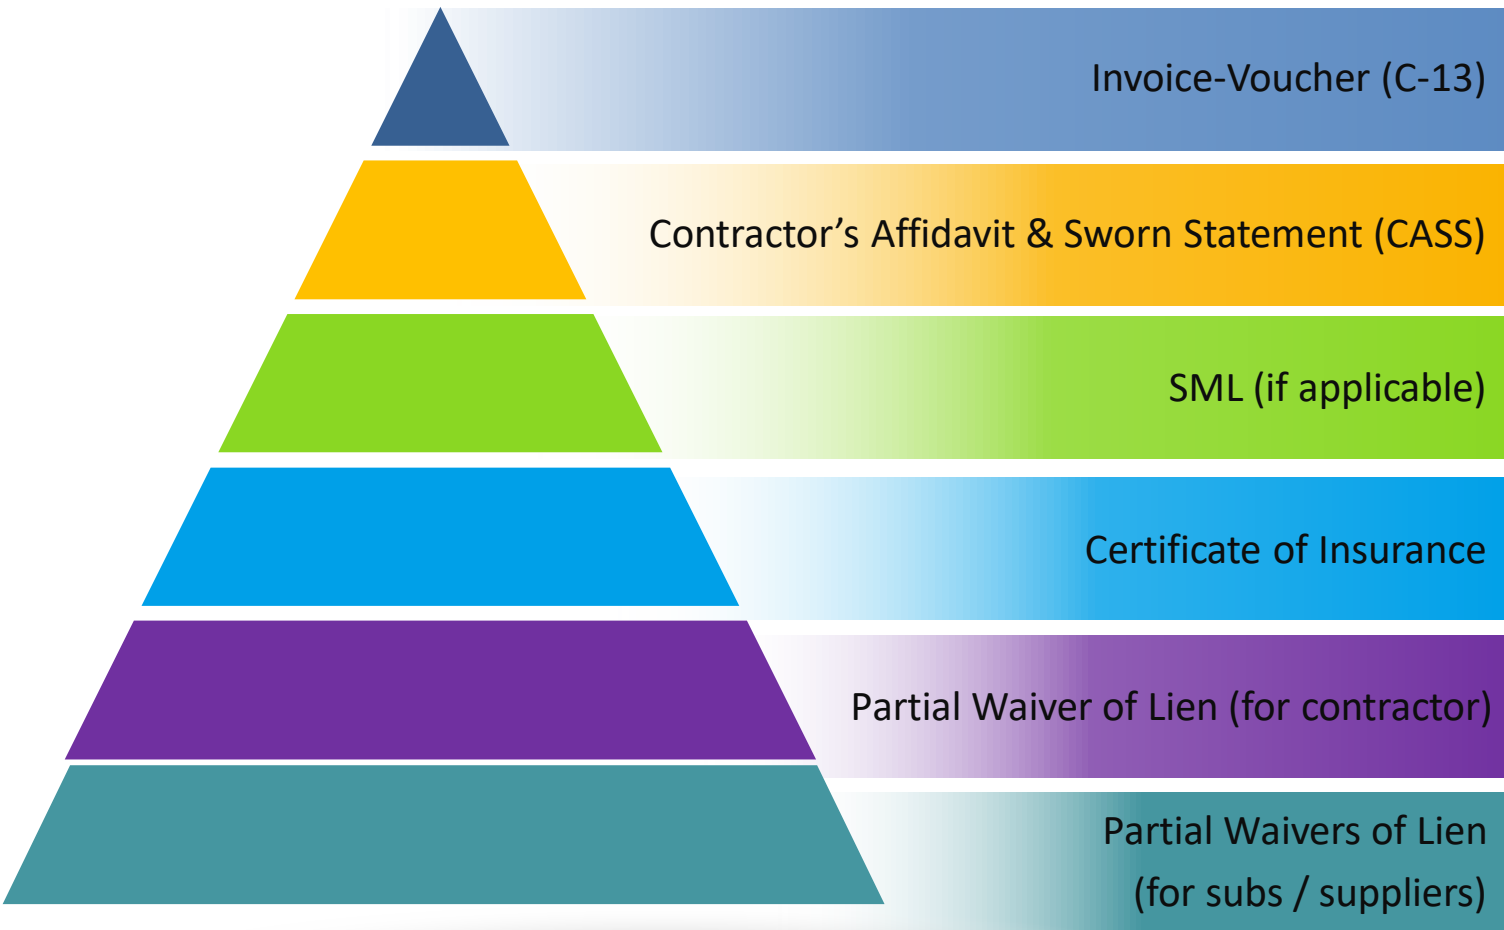 Invoice-Voucher (C-13)
Contractor’s Affidavit & Sworn Statement (CASS)
SML (if applicable)
Certificate of Insurance
Partial Waiver of Lien (for contractor)
Partial Waivers of Lien
(for subs / suppliers)